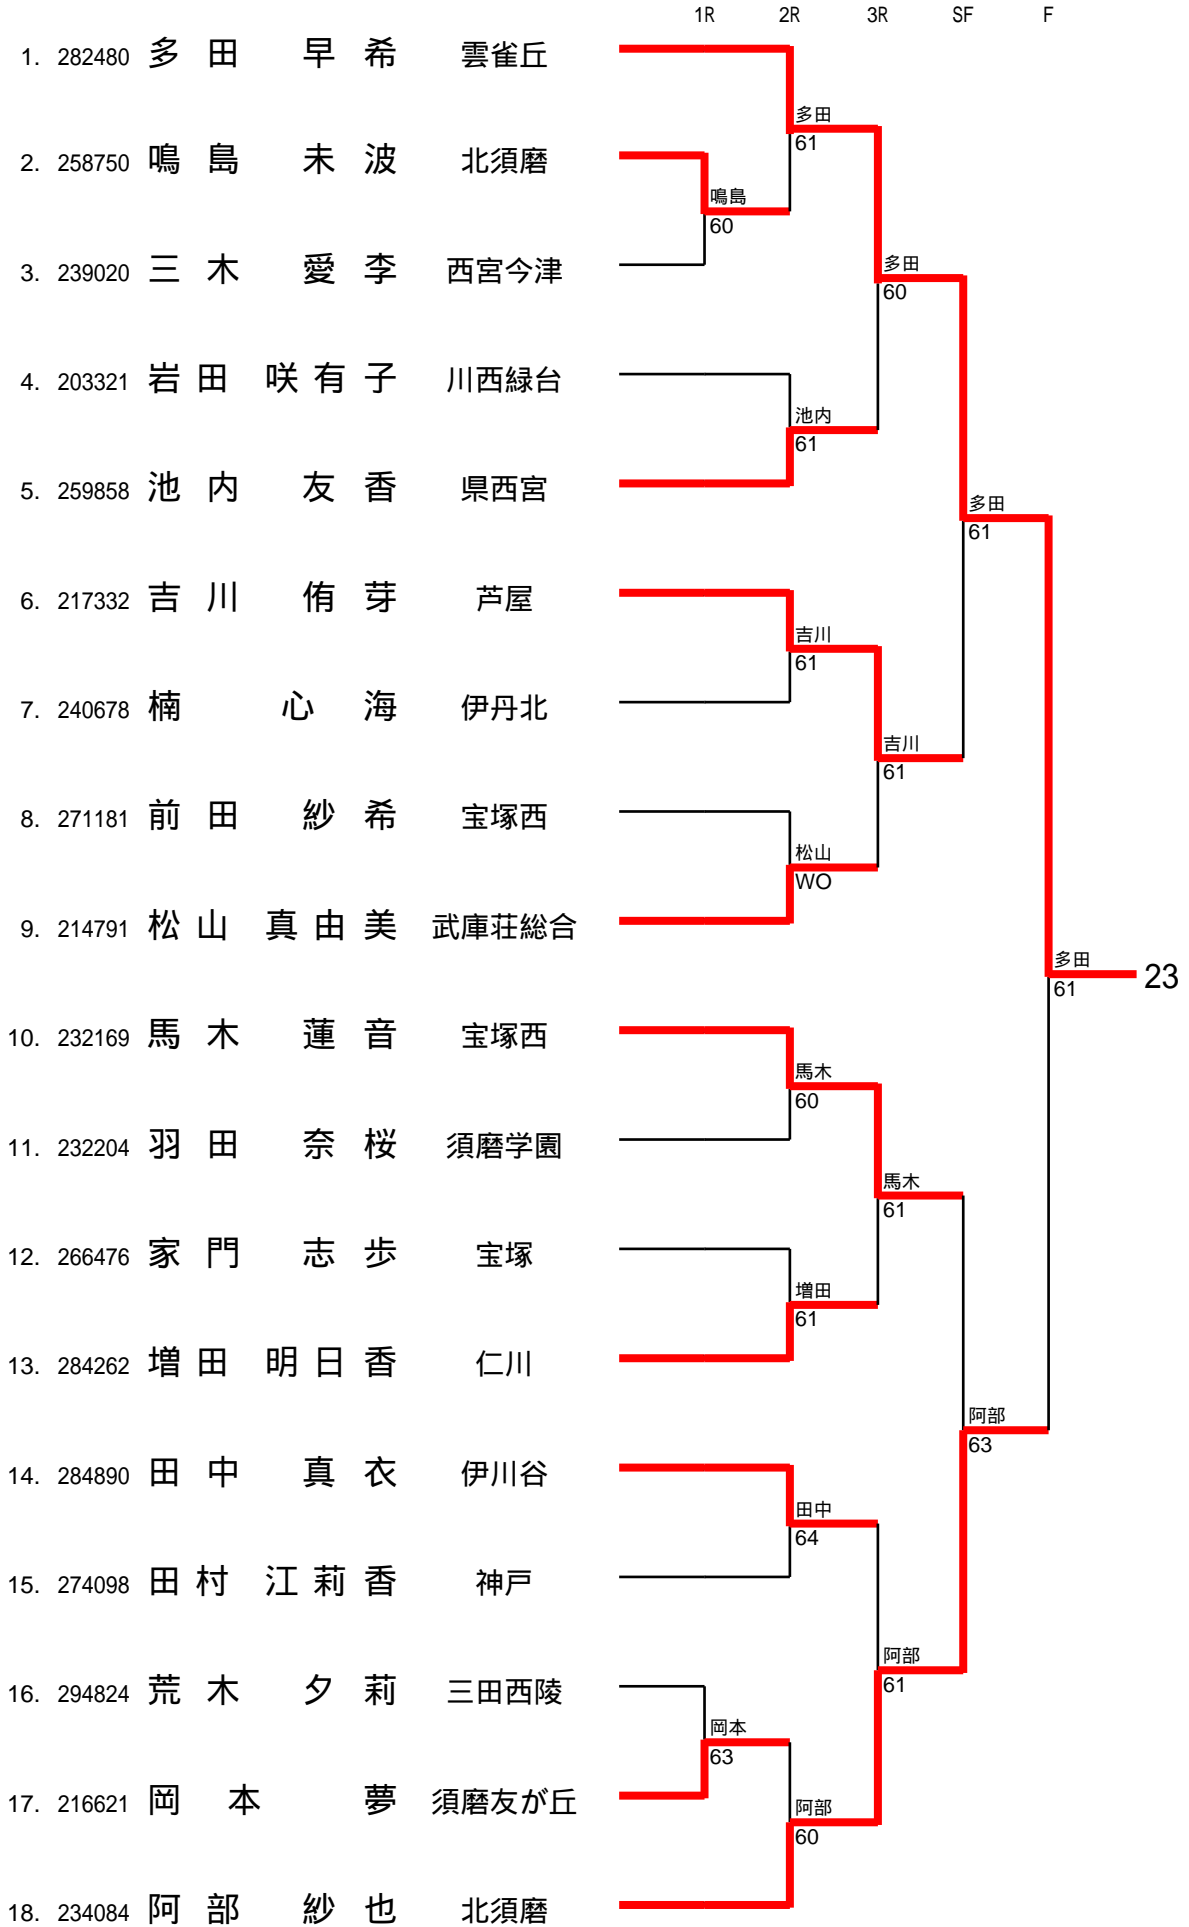 1R 2R 3R SF F
1. 282480 多田 早希 雲雀丘
多田
61
2. 258750 鳴島 未波 北須磨
鳴島
60
3. 239020 三木 愛李 西宮今津
多田
60
4. 203321 岩田 咲有子 川西緑台
池内
61
5. 259858 池内 友香 県西宮
多田
61
6. 217332 吉川 侑芽 芦屋
吉川
61
7. 240678 楠 心海 伊丹北
吉川
61
8. 271181 前田 紗希 宝塚西
松山
WO
9. 214791 松山 真由美 武庫荘総合
多田
61
23
10. 232169 馬木 蓮音 宝塚西
馬木
60
11. 232204 羽田 奈桜 須磨学園
馬木
61
12. 266476 家門 志歩 宝塚
増田
61
13. 284262 増田 明日香 仁川
阿部
63
14. 284890 田中 真衣 伊川谷
田中
64
15. 274098 田村 江莉香 神戸
阿部
61
16. 294824 荒木 夕莉 三田西陵
岡本
63
17. 216621 岡本 夢 須磨友が丘
阿部
60
18. 234084 阿部 紗也 北須磨